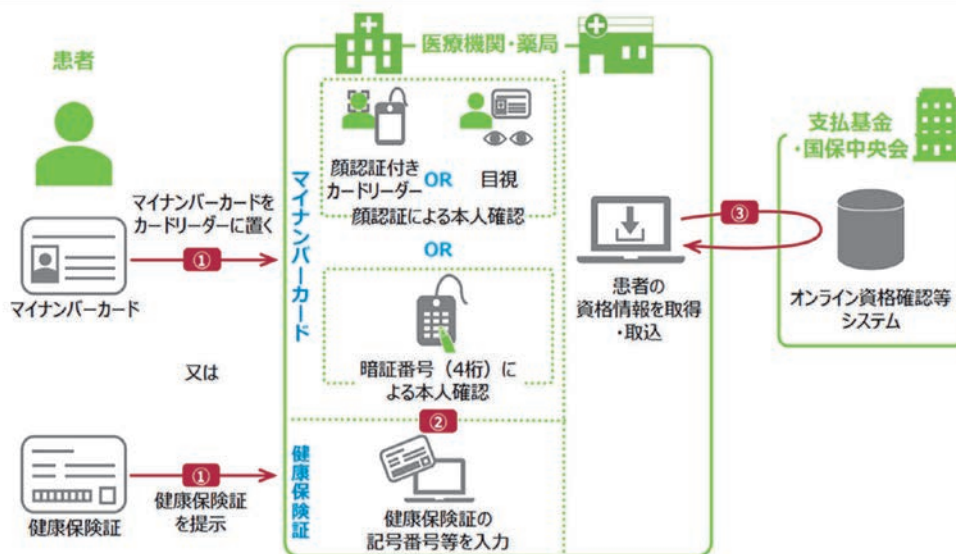 患者
医療機関・薬局
支払基金
・国保中央会
マイナンバーカードを
カードリーダーに置く
①
マイナンバーカード
又は
①
健康保険証
を提示
健康保険証
マイナンバーカード
顔認証付き
カードリーダー
OR
目視
顔認証による本人確認
OR
暗証番号（4桁）に
よる本人確認
②
健康保険証
健康保険証の
記号番号等を入力
患者の
資格情報を取得
・取込
③
オンライン資格確認等
システム